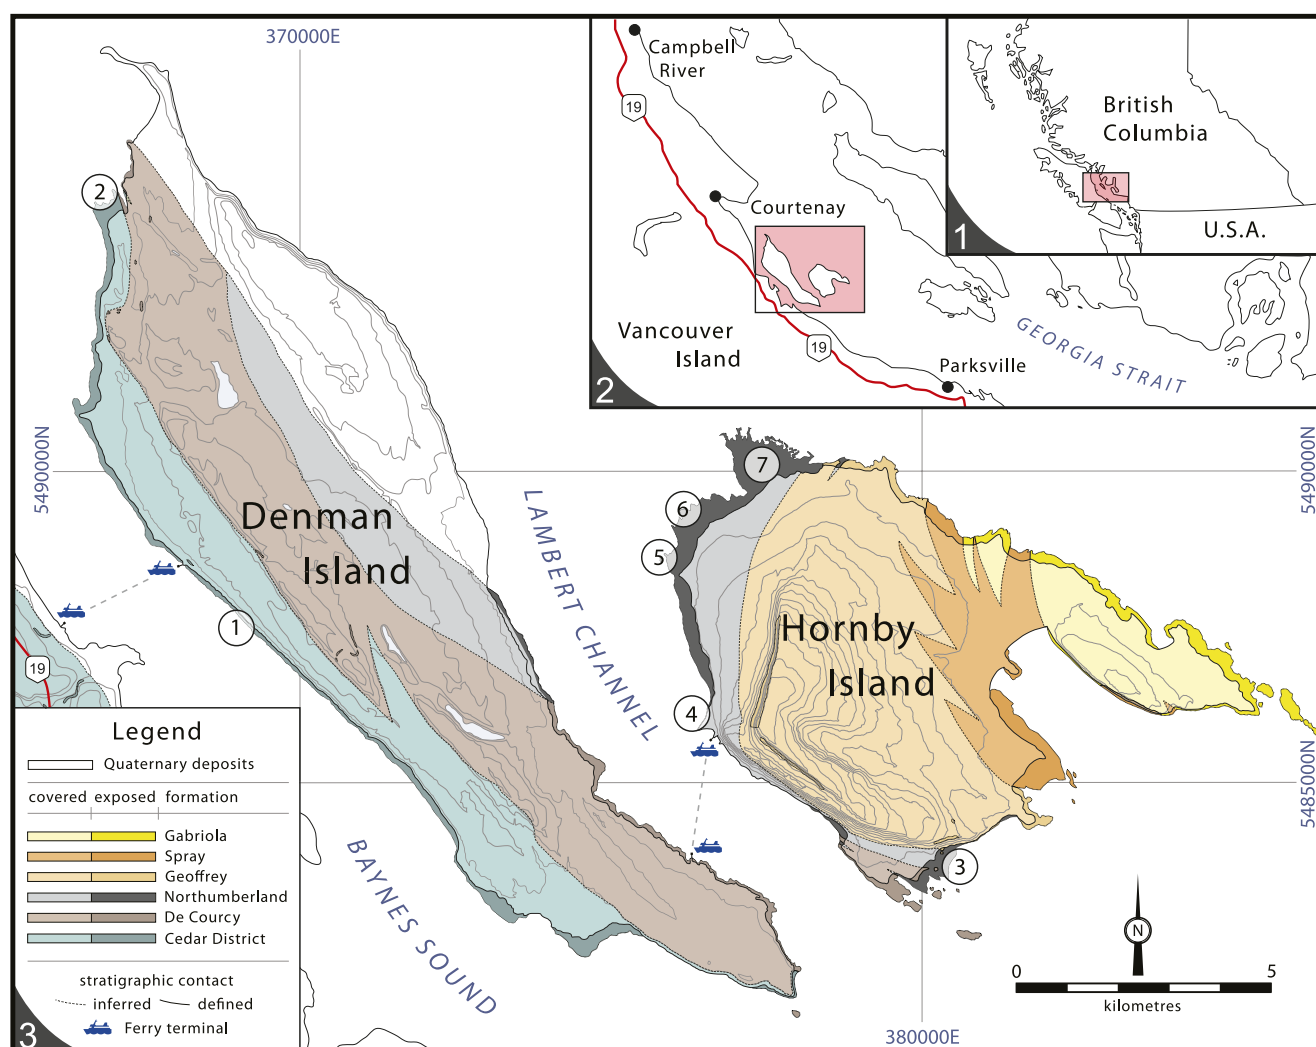 370000E
Campbell
River
19
Courtenay
Vancouver
Island
19
Parksville
GEORGIA STRAIT
2
British
Columbia
U.S.A.
1
2
5490000N
5490000N
Denman
Island
LAMBERT CHANNEL
7
6
5
Hornby
Island
1
4
19
5485000N
BAYNES SOUND
3
N
0 5
kilometres
380000E
Legend
Quaternary deposits
covered exposed formation
Gabriola
Spray
Geoffrey
Northumberland
De Courcy
Cedar District
stratigraphic contact
inferred defined
Ferry terminal
3